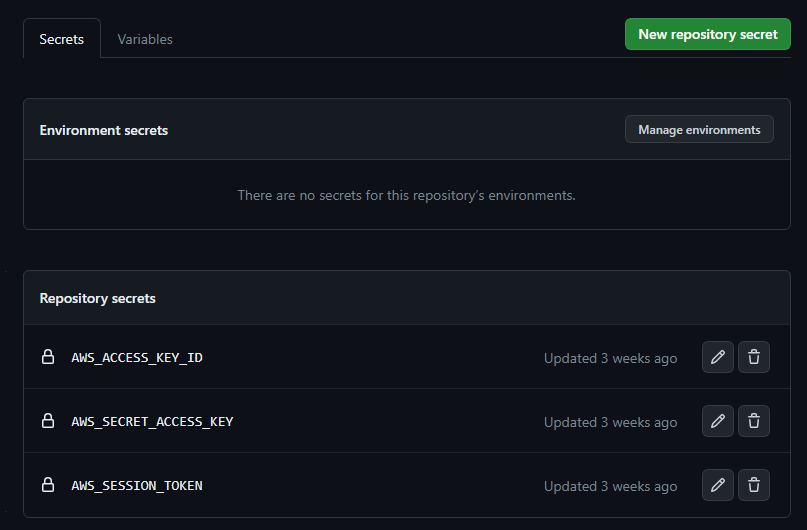 Secrets
Variables
New repository secret
Environment secrets
Manage environments
There are no secrets for this repository's environments.
Repository secrets
AWS_ACCESS_KEY_ID
Updated 3 weeks ago
AWS_SECRET_ACCESS_KEY
Updated 3 weeks ago
AWS_SESSION_TOKEN
Updated 3 weeks ago